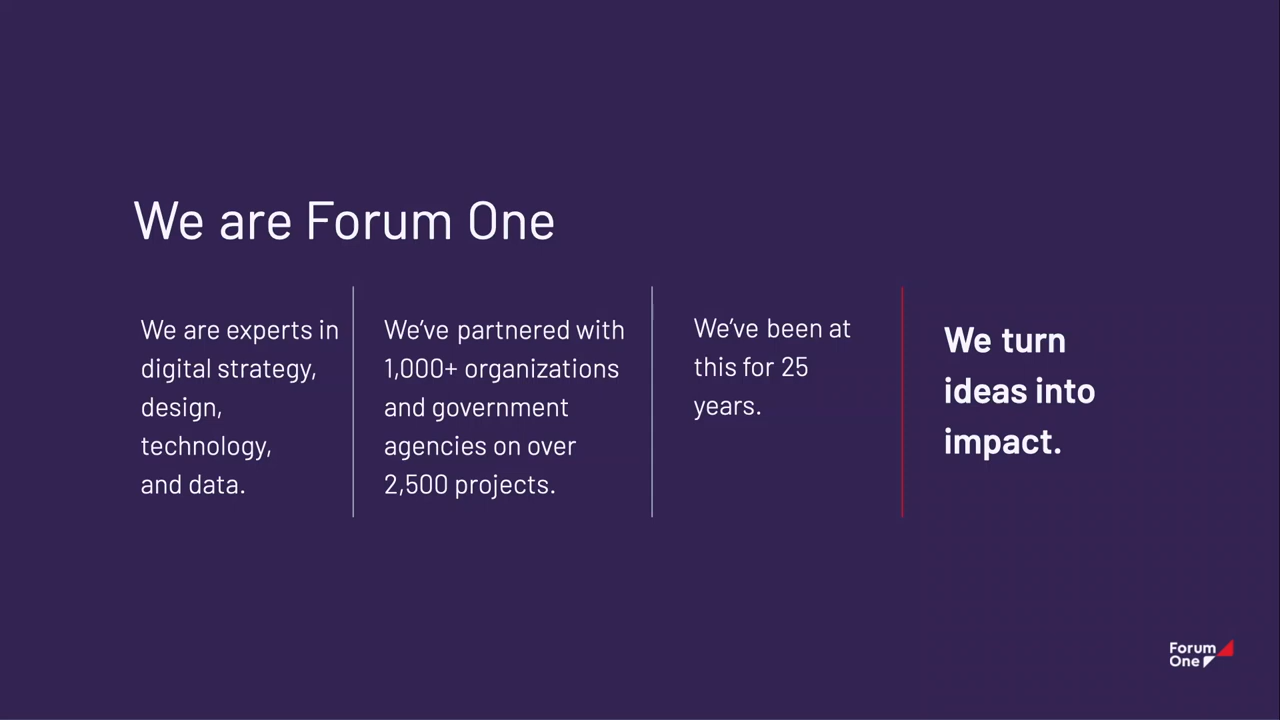 We are Forum One
We are experts in
digital strategy,
design,
technology,
and data.
We’ve partnered with
1,000+ organizations
and government
agencies on over
2,500 projects.
We’ve been at
this for 25
years.
We turn
ideas into
impact.
Forum
One